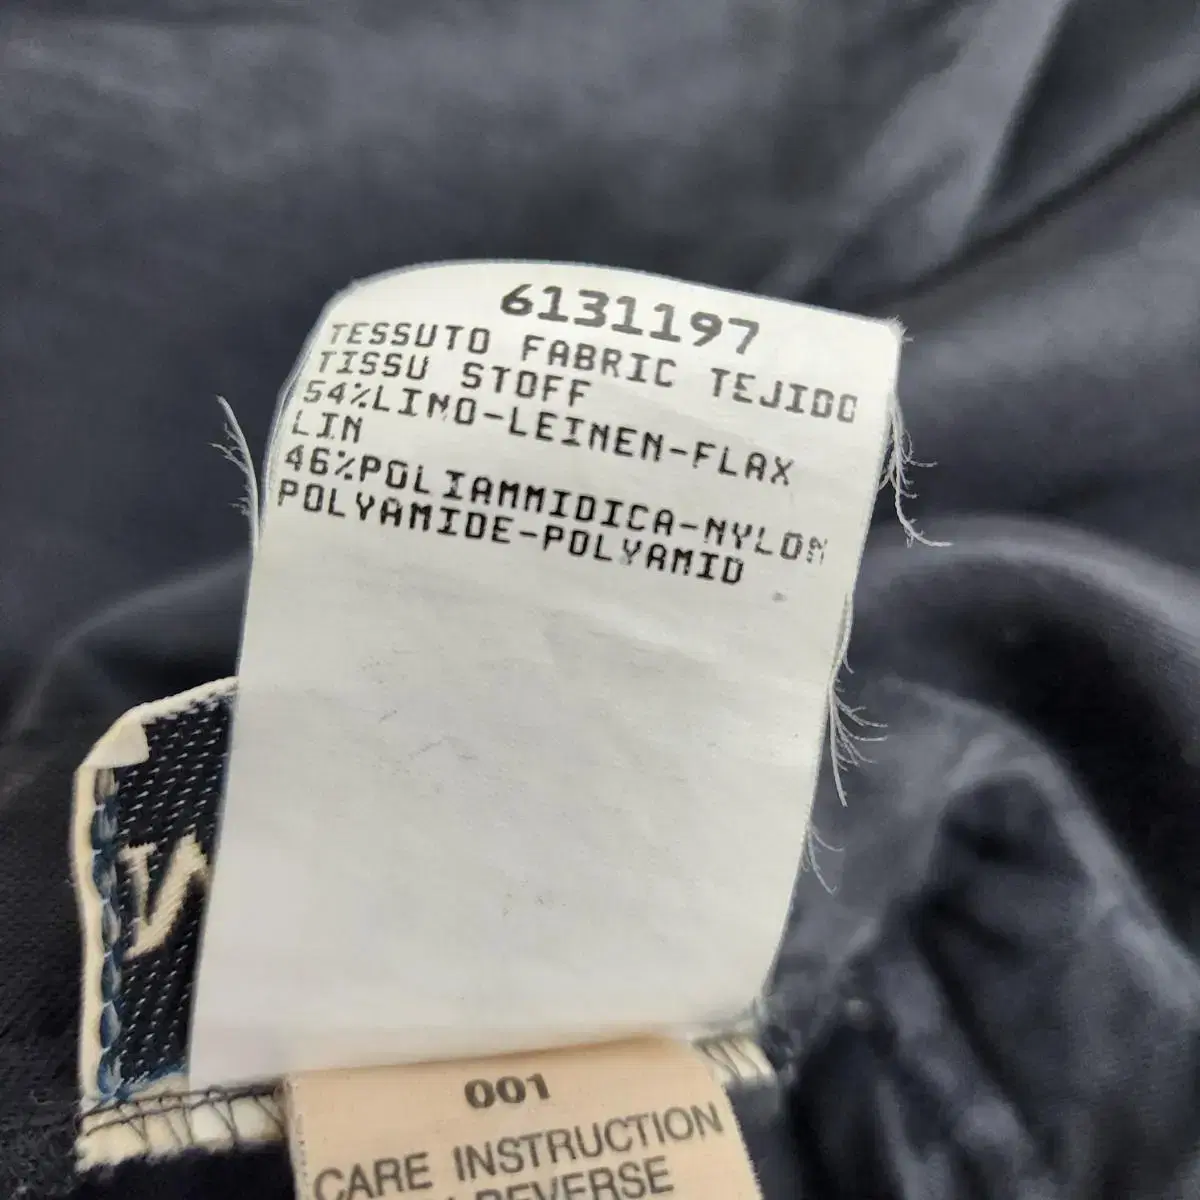 6131197
TESSUTO FABRIC TEJIDO
TISSU STOFF
54%LINO-LEINEN-FLAX
LIN
46%POLIAMMIDICA-NYLON
POLYAMIDE-POLYAMID
001
CARE INSTRUCTION
REVERSE